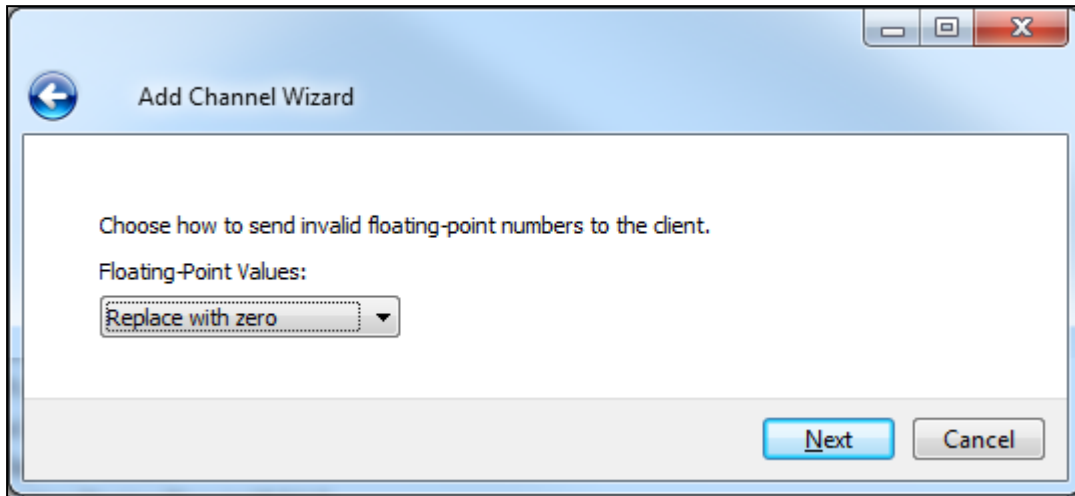 Add Channel Wizard
Choose how to send invalid floating-point numbers to the client.
Floating-Point Values:
Replace with zero
Next Cancel